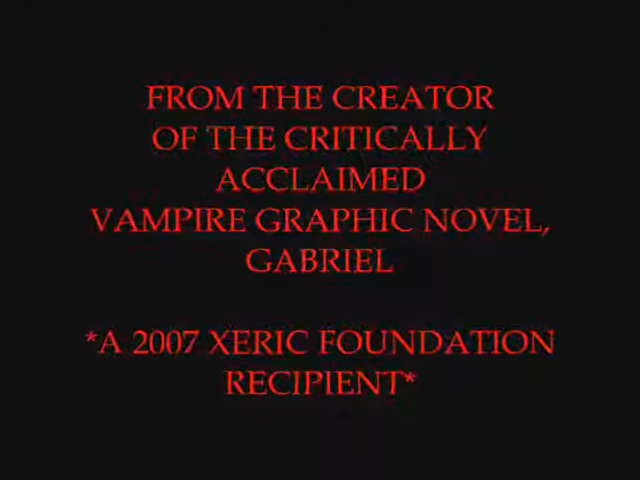 FROM THE CREATOR
OF THE CRITICALLY
ACCLAIMED
VAMPIRE GRAPHIC NOVEL,
GABRIEL
*A 2007 XERIC FOUNDATION
RECIPIENT*